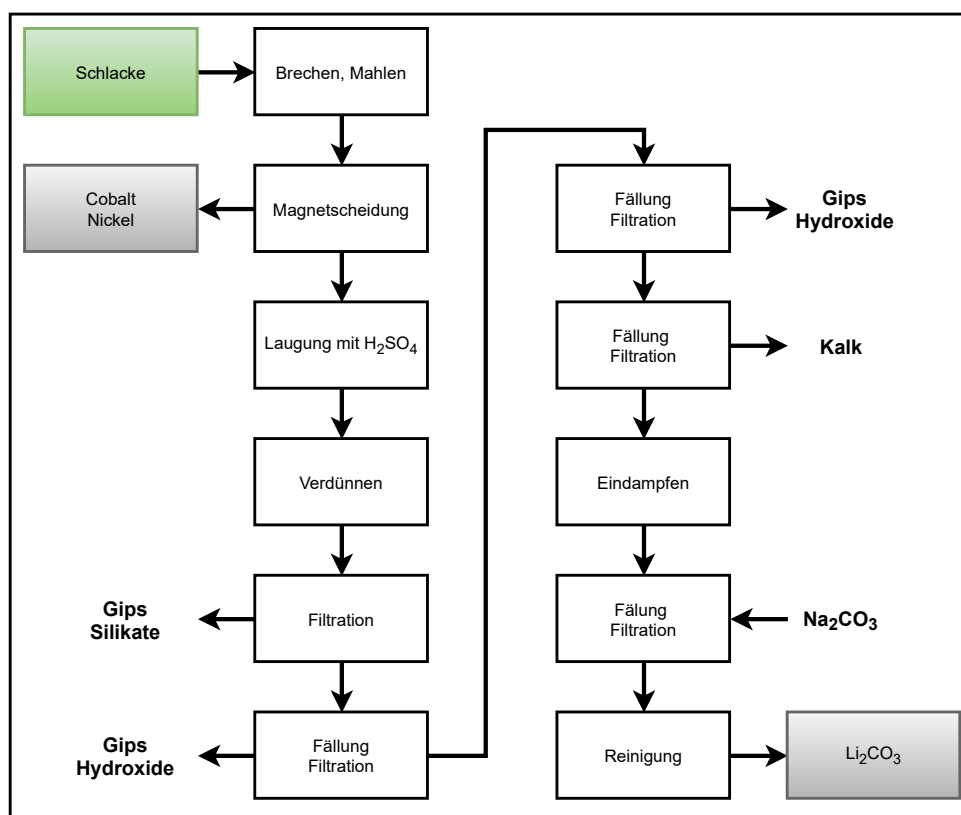 Schlacke
Brechen, Mahlen
Cobalt
Nickel
Magnetscheidung
Laugung mit H₂SO₄
Verdünnen
Gips
Silikate
Filtration
Gips
Hydroxide
Fällung
Filtration
Fällung
Filtration
Gips
Hydroxide
Fällung
Filtration
Kalk
Eindampfen
Fälung
Filtration
Na₂CO₃
Reinigung
Li₂CO₃